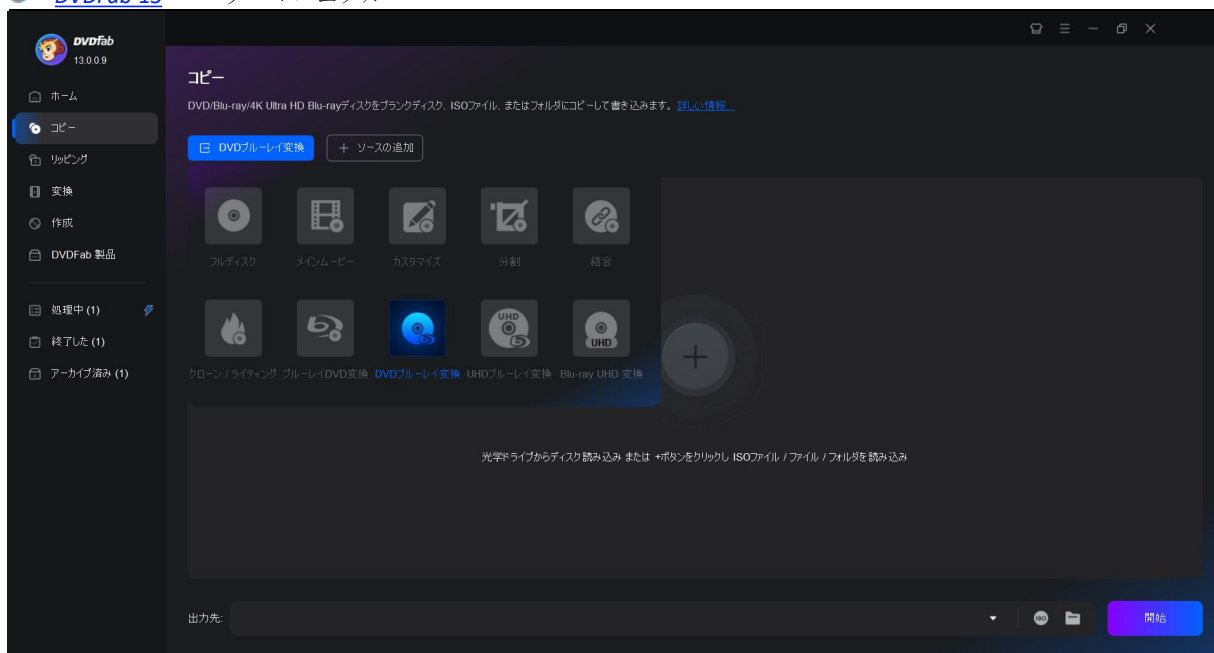 DVDFab 13
DVDFab
13.0.0.9
ホーム
コピー
リッピング
変換
作成
DVDFab 製品
処理中 (1)
終了した (1)
アーカイブ済み (1)
コピー
DVD/Blu-ray/4K Ultra HD Blu-rayディスクをブランクディスク、ISOファイル、またはフォルダにコピーして書き込みます。 詳しい情報...
DVDブルーレイ変換
ソースの追加
フルディスク メインムービー カスタマイズ 分割 結合
UHD UHD
クローン / ライティング ブルーレイDVD変換 DVDブルーレイ変換 UHDブルーレイ変換 Blu-ray UHD 変換
光学ドライブからディスク読み込み または +ボタンをクリックし ISOファイル / ファイル / フォルダを読み込み
出力先:
ISO
開始